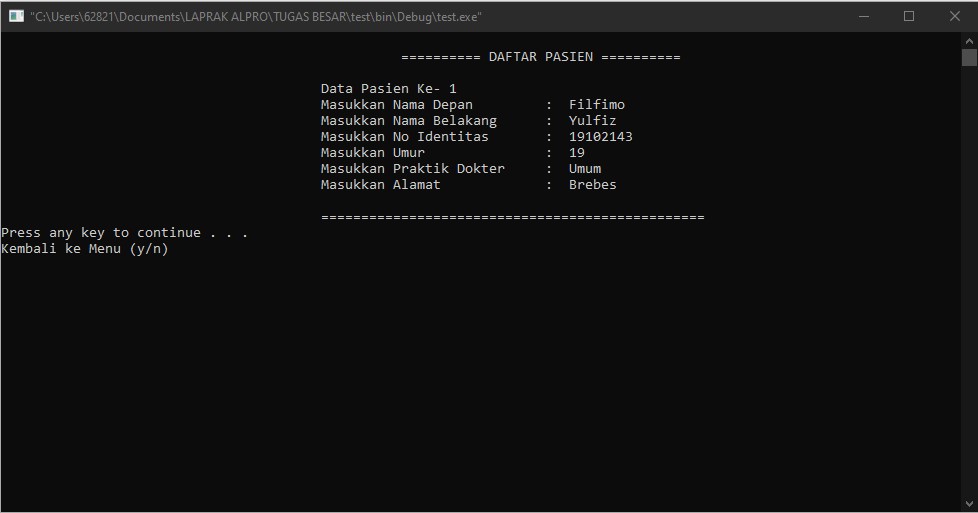 "C:\Users\62821\Documents\LAPRAK ALPRO\TUGAS BESAR\test\bin\Debug\test.exe"
========== DAFTAR PASIEN ==========
Data Pasien Ke- 1
Masukkan Nama Depan : Filfimo
Masukkan Nama Belakang : Yulfiz
Masukkan No Identitas : 19102143
Masukkan Umur : 19
Masukkan Praktik Dokter : Umum
Masukkan Alamat : Brebes
================================================
Press any key to continue . . .
Kembali ke Menu (y/n)